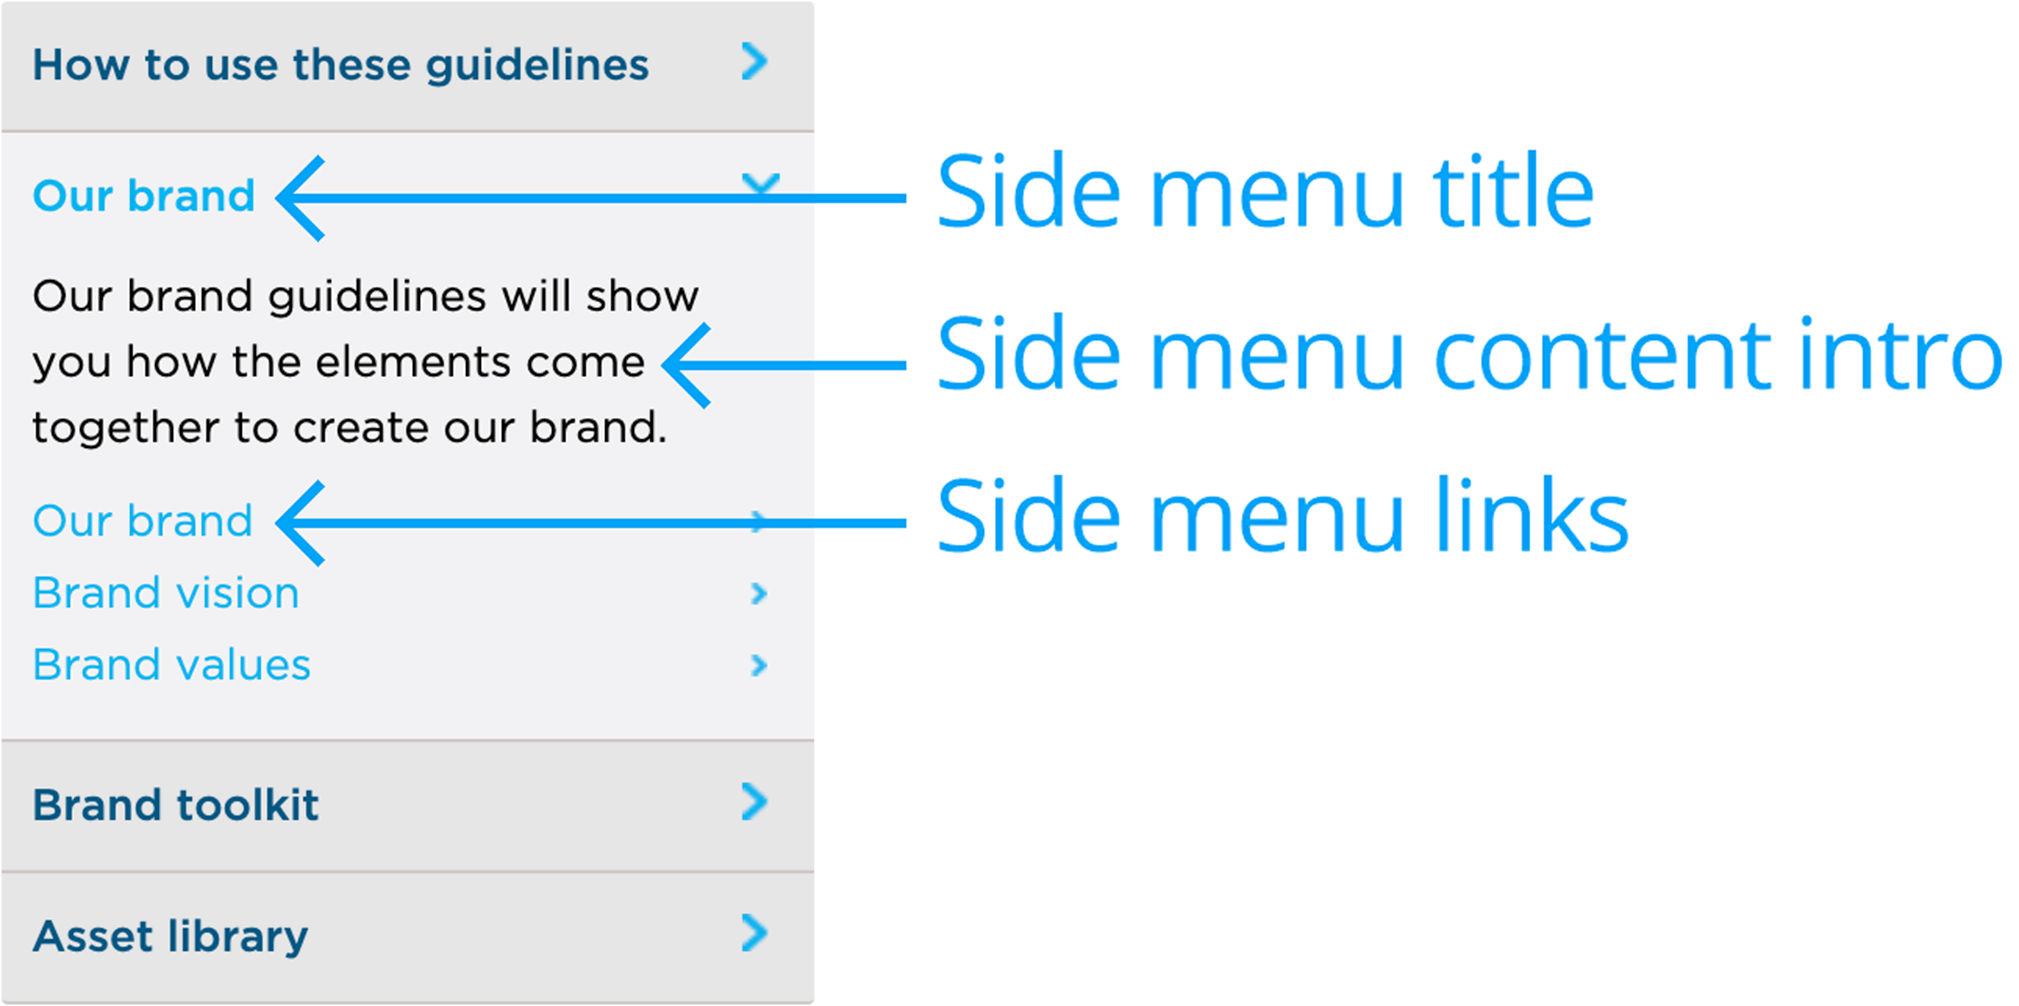 How to use these guidelines
Our brand
Side menu title
Our brand guidelines will show
you how the elements come
together to create our brand.
Side menu content intro
Our brand
Side menu links
Brand vision
Brand values
Brand toolkit
Asset library